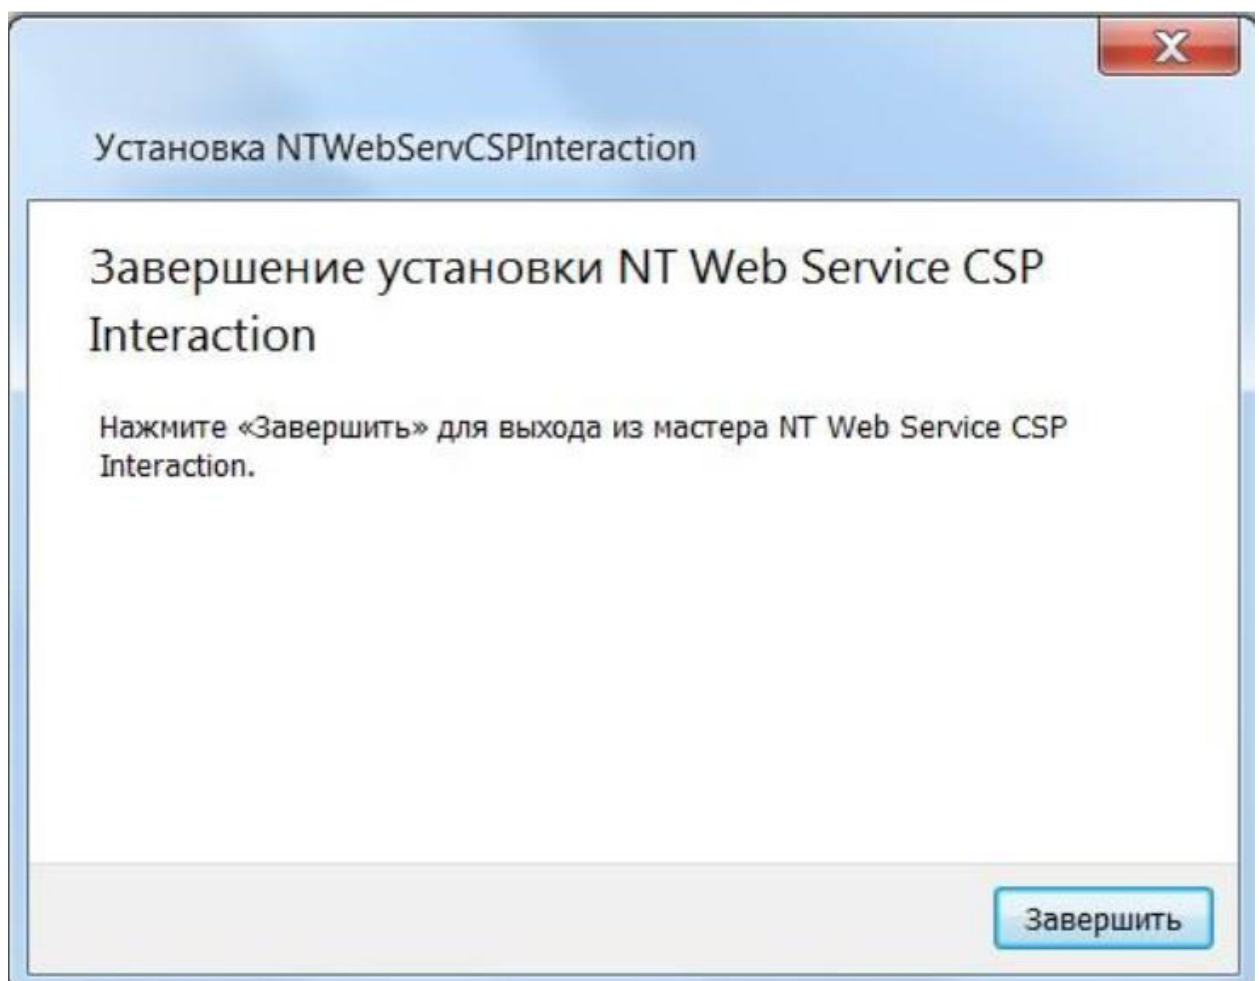 Установка NTWebServCSPInteraction
Завершение установки NT Web Service CSP
Interaction
Нажмите «Завершить» для выхода из мастера NT Web Service CSP
Interaction.
Завершить